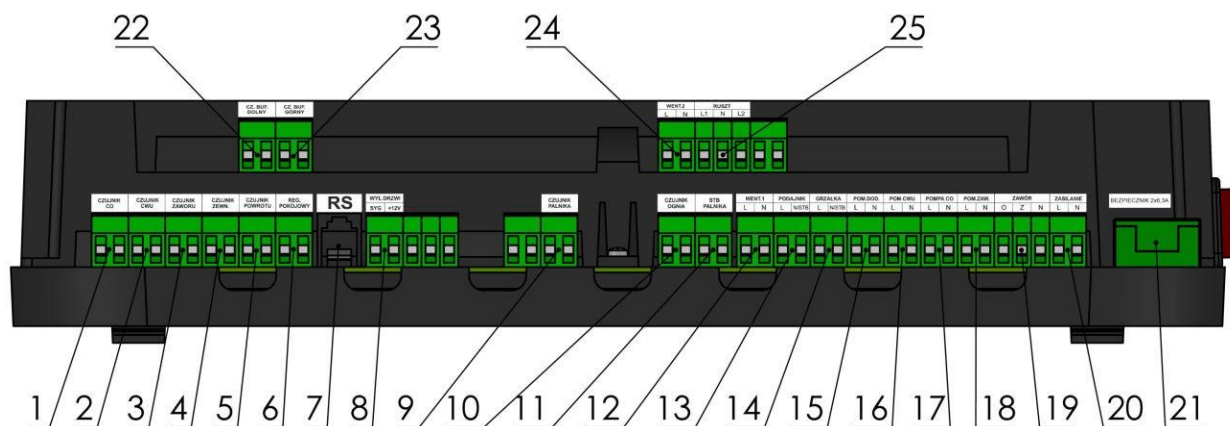 22 23 24 25
CZ. BUF. DOLNY
CZ. BUF. GÓRNY
WENT.2
L N
RUSZT
L1 N L2
CZUJNIK CO
CZUJNIK CWU
CZUJNIK ZAWORU
CZUJNIK ZEWN.
CZUJNIK POWROTU
REG. POKOJOWY
RS
WYŁ. DRZWI
SYG +12V
CZUJNIK PALNIKA
CZUJNIK OGNIA
STB PALNIKA
WENT.1
L N
PODAJNIK
L N/STB
GRZAŁKA
L N/STB
POM.DOD.
L N
POM.CWU
L N
POMPA CO
L N
POM.ZAW.
L N
ZAWÓR
O Z N
ZASILANIE
L N
BEZPIECZNIK 2x6,3A
1 2 3 4 5 6 7 8 9 10 11 12 13 14 15 16 17 18 19 20 21